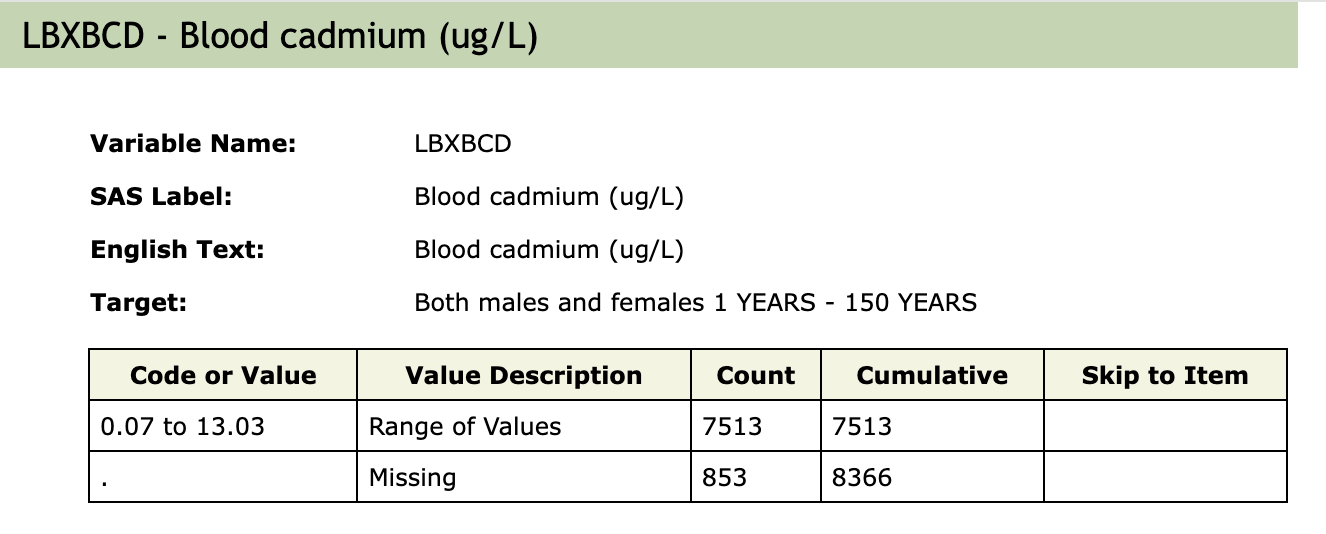 LBXBCD - Blood cadmium (ug/L)
Variable Name: LBXBCD
SAS Label: Blood cadmium (ug/L)
English Text: Blood cadmium (ug/L)
Target: Both males and females 1 YEARS - 150 YEARS
Code or Value Value Description Count Cumulative Skip to Item
0.07 to 13.03 Range of Values 7513 7513
. Missing 853 8366